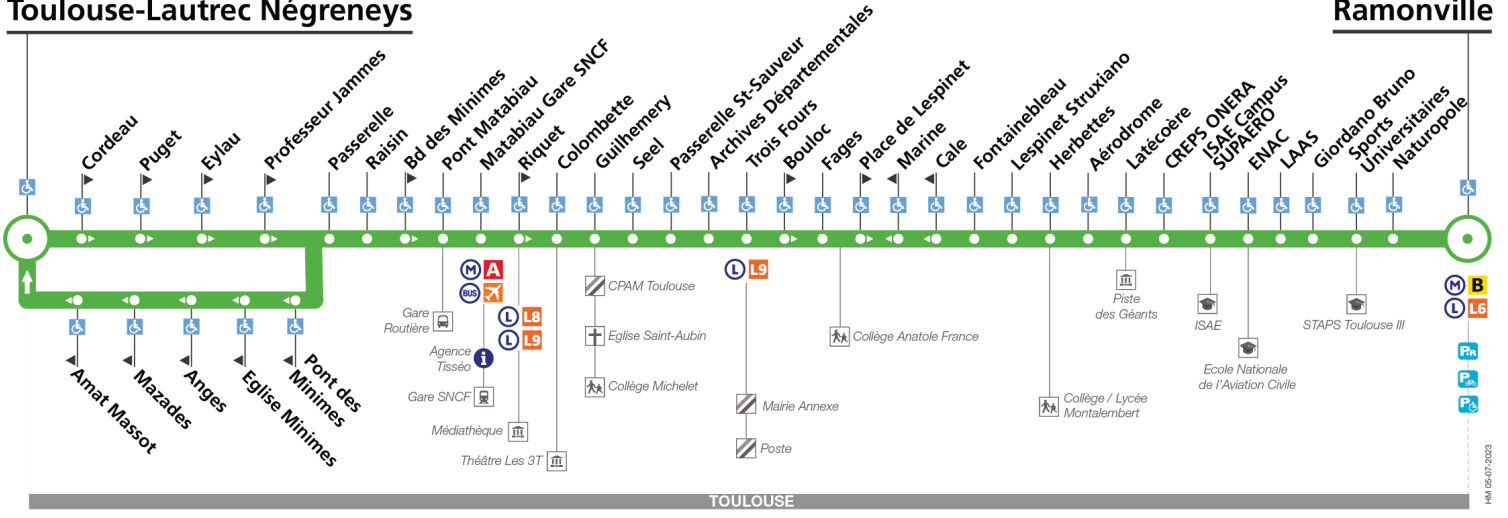 Toulouse-Lautrec Négreneys
Ramonville
Cordeau
Puget
Eylau
Professeur Jammes
Passerelle
Raisin
Bd des Minimes
Pont Matabiau
Matabiau Gare SNCF
Riquet
Colombette
Guilhemery
Seel
Passerelle St-Sauveur
Archives Départementales
Trois Fours
Bouloc
Fages
Place de Lespinet
Marine
Cale
Fontainebleau
Lespinet Struxiano
Herbettes
Aérodrome
Latécoère
CREPS ONERA
ISAE Campus
SUPAERO
ENAC
LAAS
Giordano Bruno
Sports
Universitaires
Naturopole
Amat Massot
Mazades
Anges
Eglise Minimes
Pont des
Minimes
M A
BUS
L L8
L L9
Gare
Routière
Agence
Tisséo
i
Gare SNCF
Médiathèque
Théâtre Les 3T
CPAM Toulouse
Eglise Saint-Aubin
Collège Michelet
L L9
Mairie Annexe
Poste
Collège Anatole France
Collège / Lycée
Montalembert
Piste
des Géants
ISAE
Ecole Nationale
de l'Aviation Civile
STAPS Toulouse III
M B
L L6
PR
P
P
TOULOUSE
HM 05-07-2023